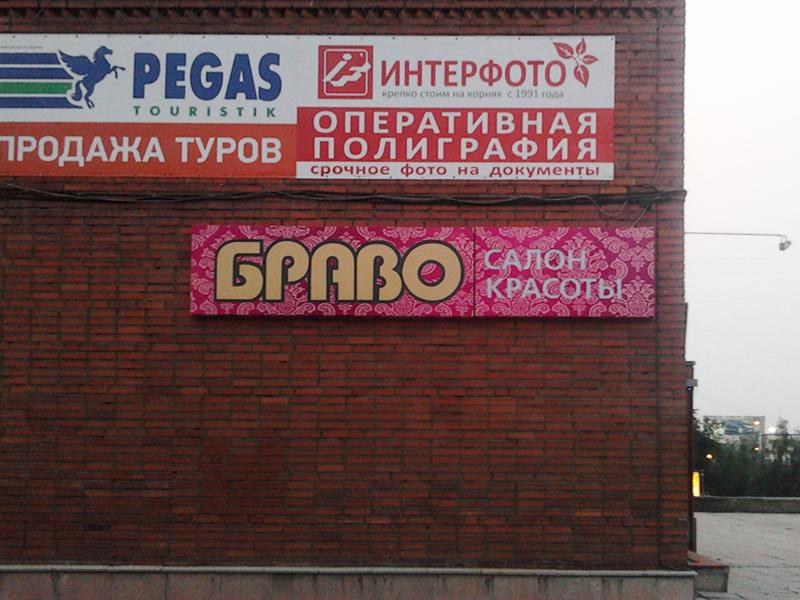 PEGAS
TOURISTIK
ПРОДАЖА ТУРОВ
ИНТЕРФОТО
крепко стоим на корнях с 1991 года
ОПЕРАТИВНАЯ
ПОЛИГРАФИЯ
срочное фото на документы
БРАВО
САЛОН
КРАСОТЫ